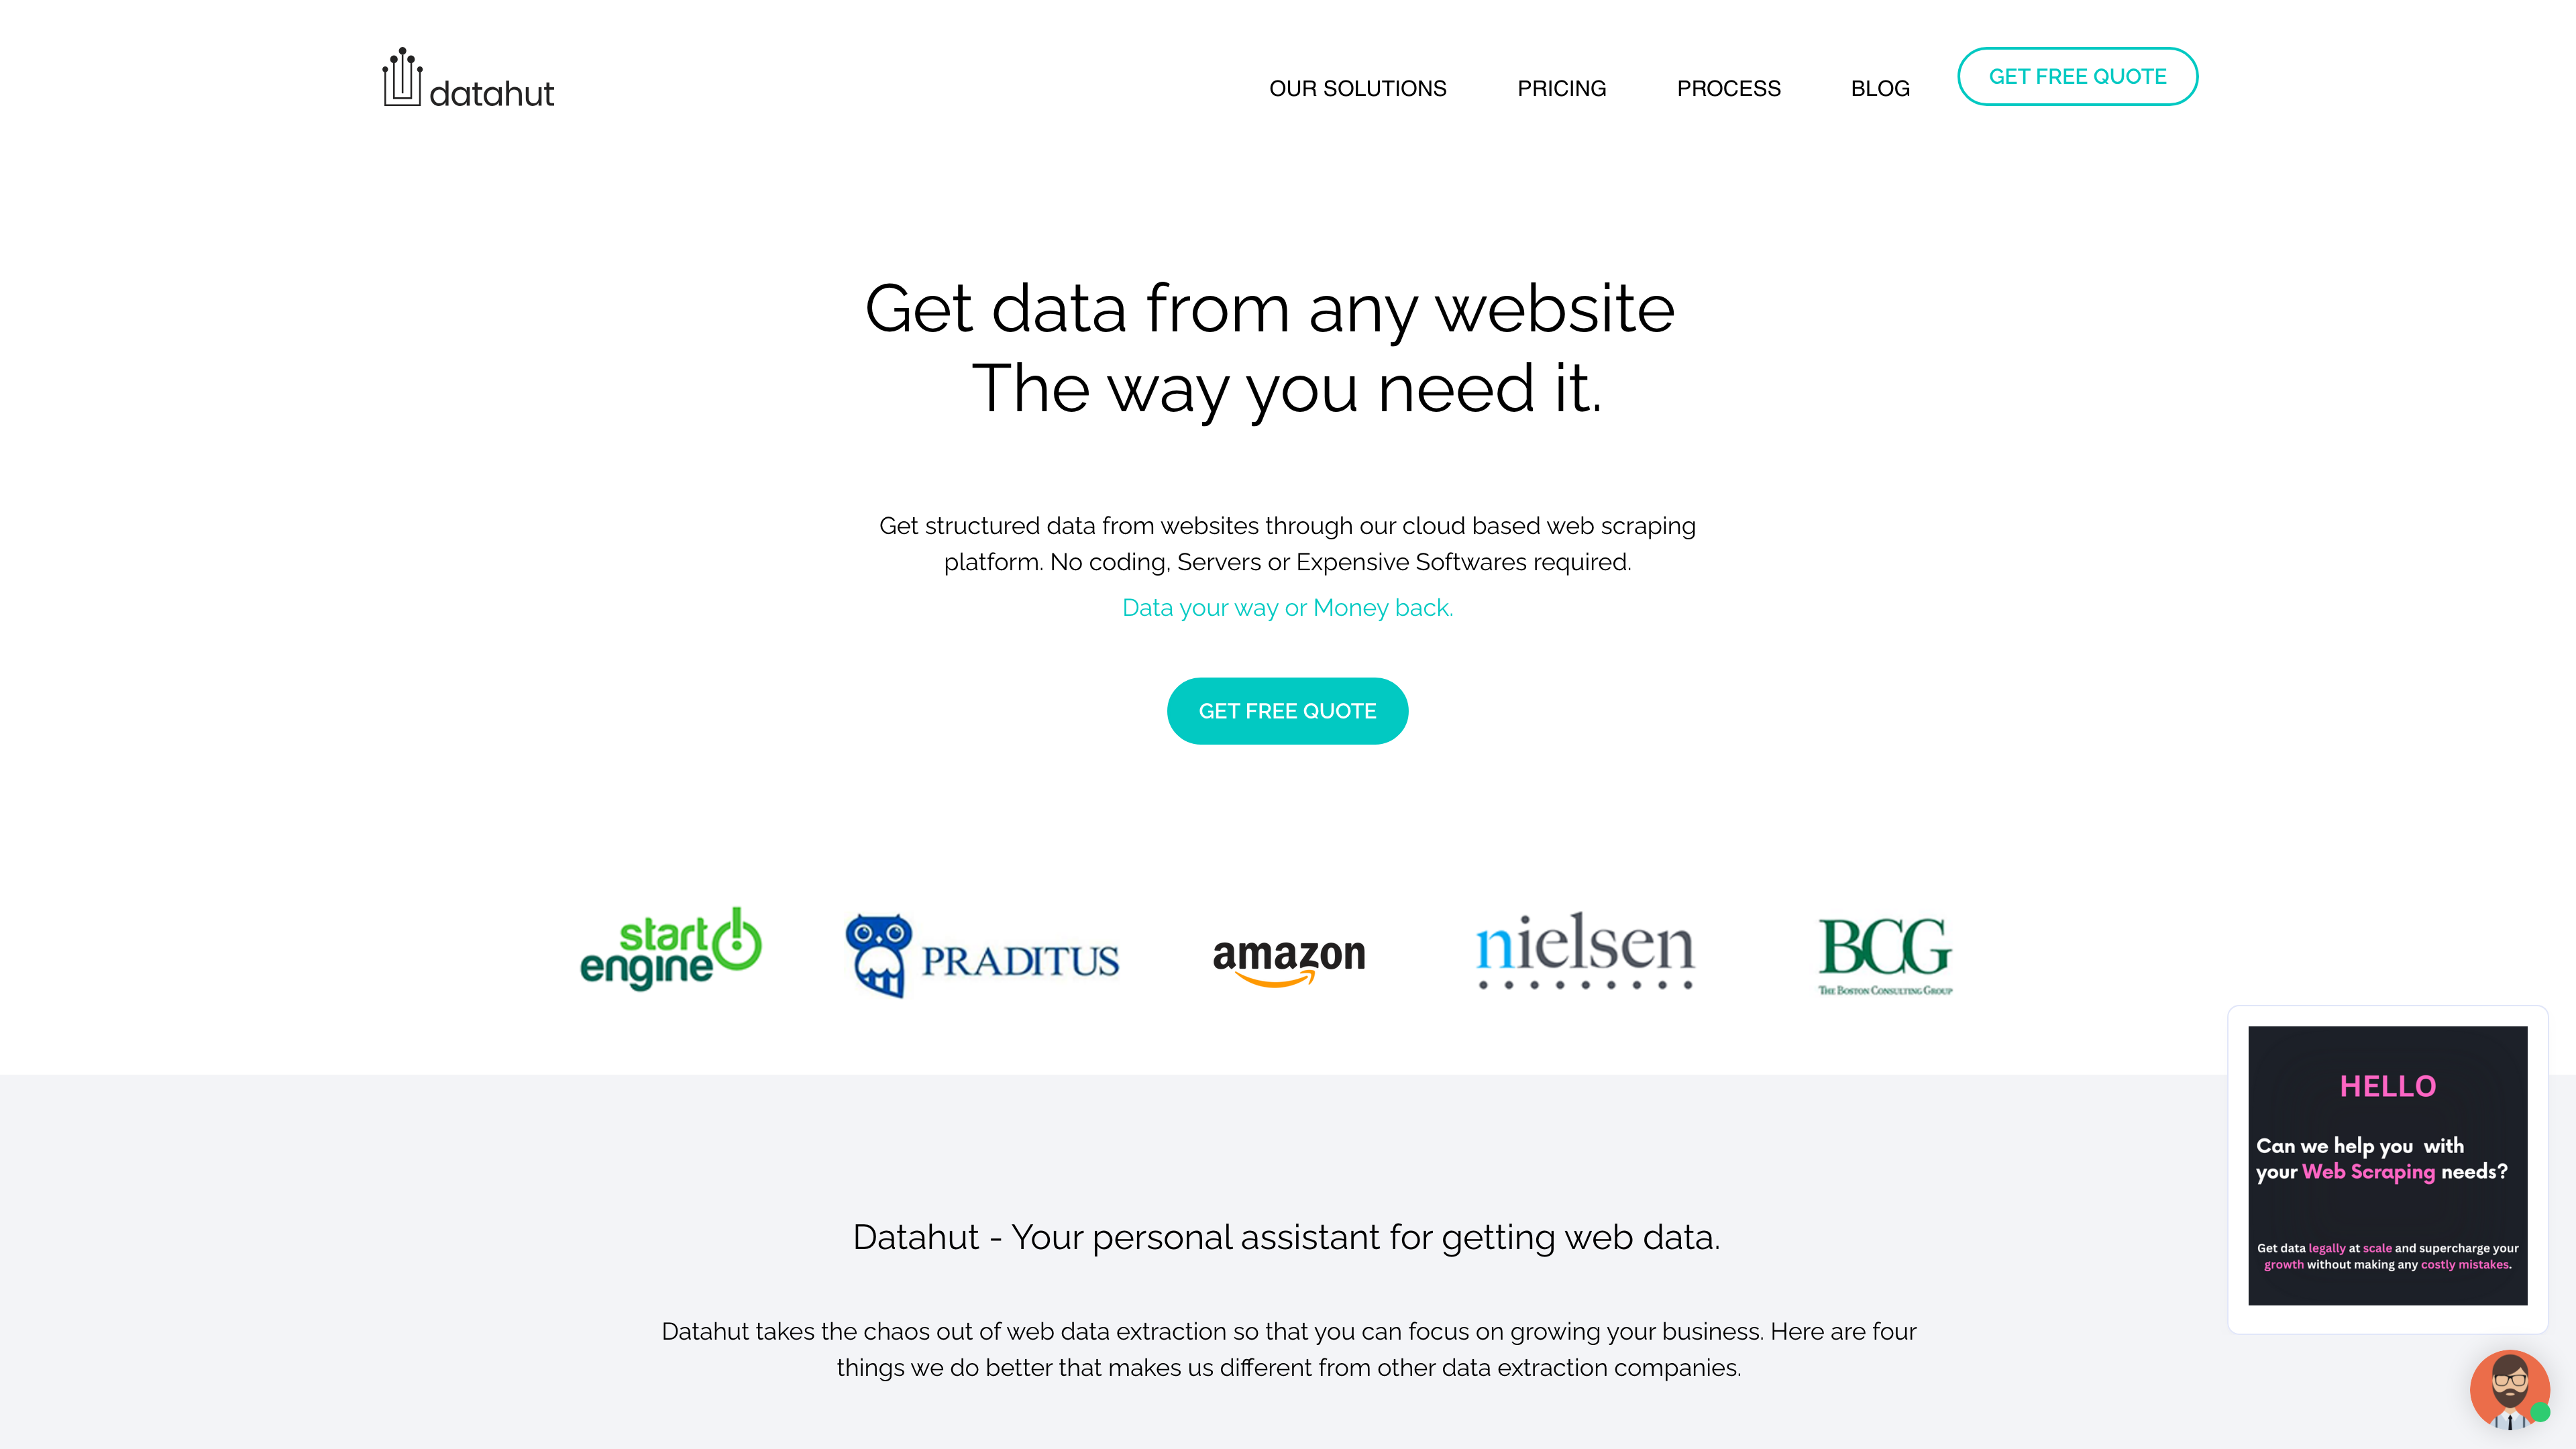 datahut
OUR SOLUTIONS
PRICING
PROCESS
BLOG
GET FREE QUOTE
Get data from any website
The way you need it.
Get structured data from websites through our cloud based web scraping
platform. No coding, Servers or Expensive Softwares required.
Data your way or Money back.
GET FREE QUOTE
start
engine
PRADITUS
amazon
nielsen
BCG
THE BOSTON CONSULTING GROUP
HELLO
Can we help you with
your Web Scraping needs?
Get data legally at scale and supercharge your
growth without making any costly mistakes.
Datahut - Your personal assistant for getting web data.
Datahut takes the chaos out of web data extraction so that you can focus on growing your business. Here are four
things we do better that makes us different from other data extraction companies.